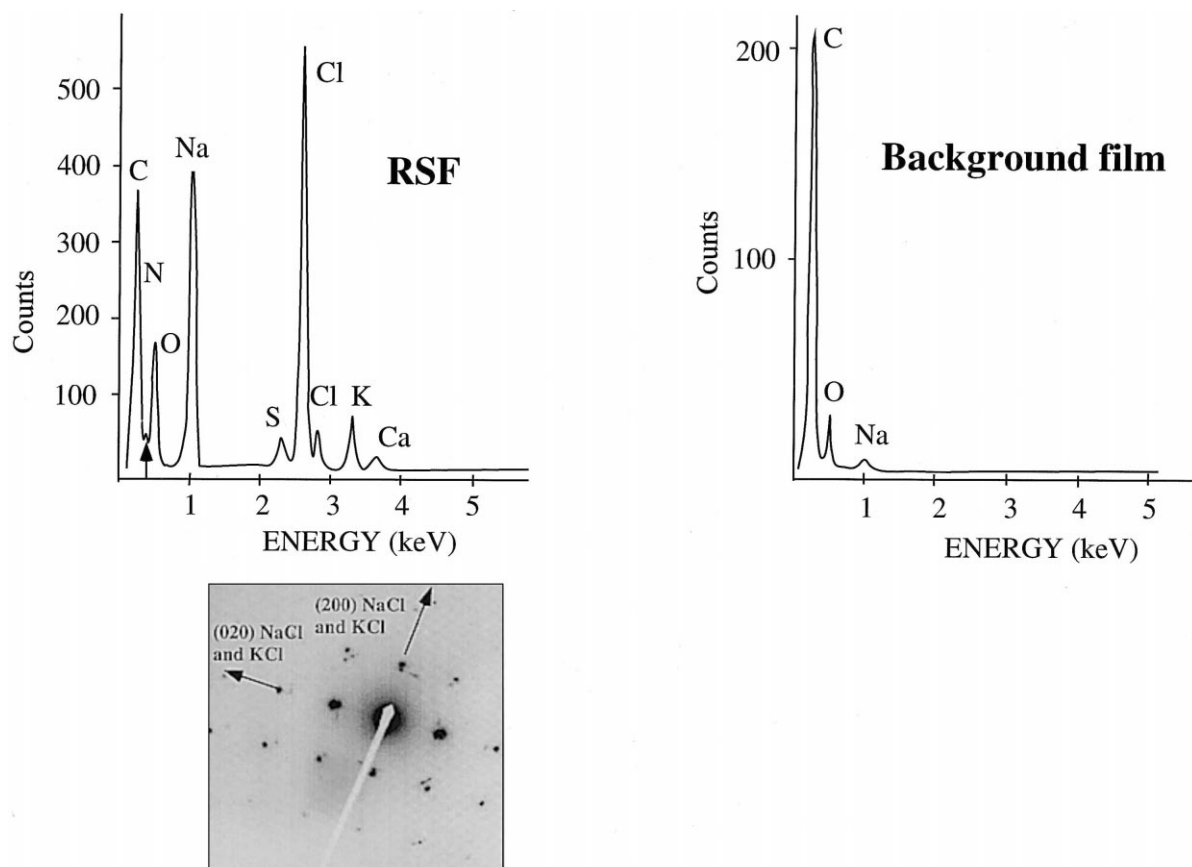 500
400
300
200
100
Counts
C
N
O
Na
S
Cl
Cl
K
Ca
RSF
1
2
3
4
5
ENERGY (keV)
200
100
Counts
C
O
Na
Background film
1
2
3
4
5
ENERGY (keV)
(200) NaCl
and KCl
(020) NaCl
and KCl